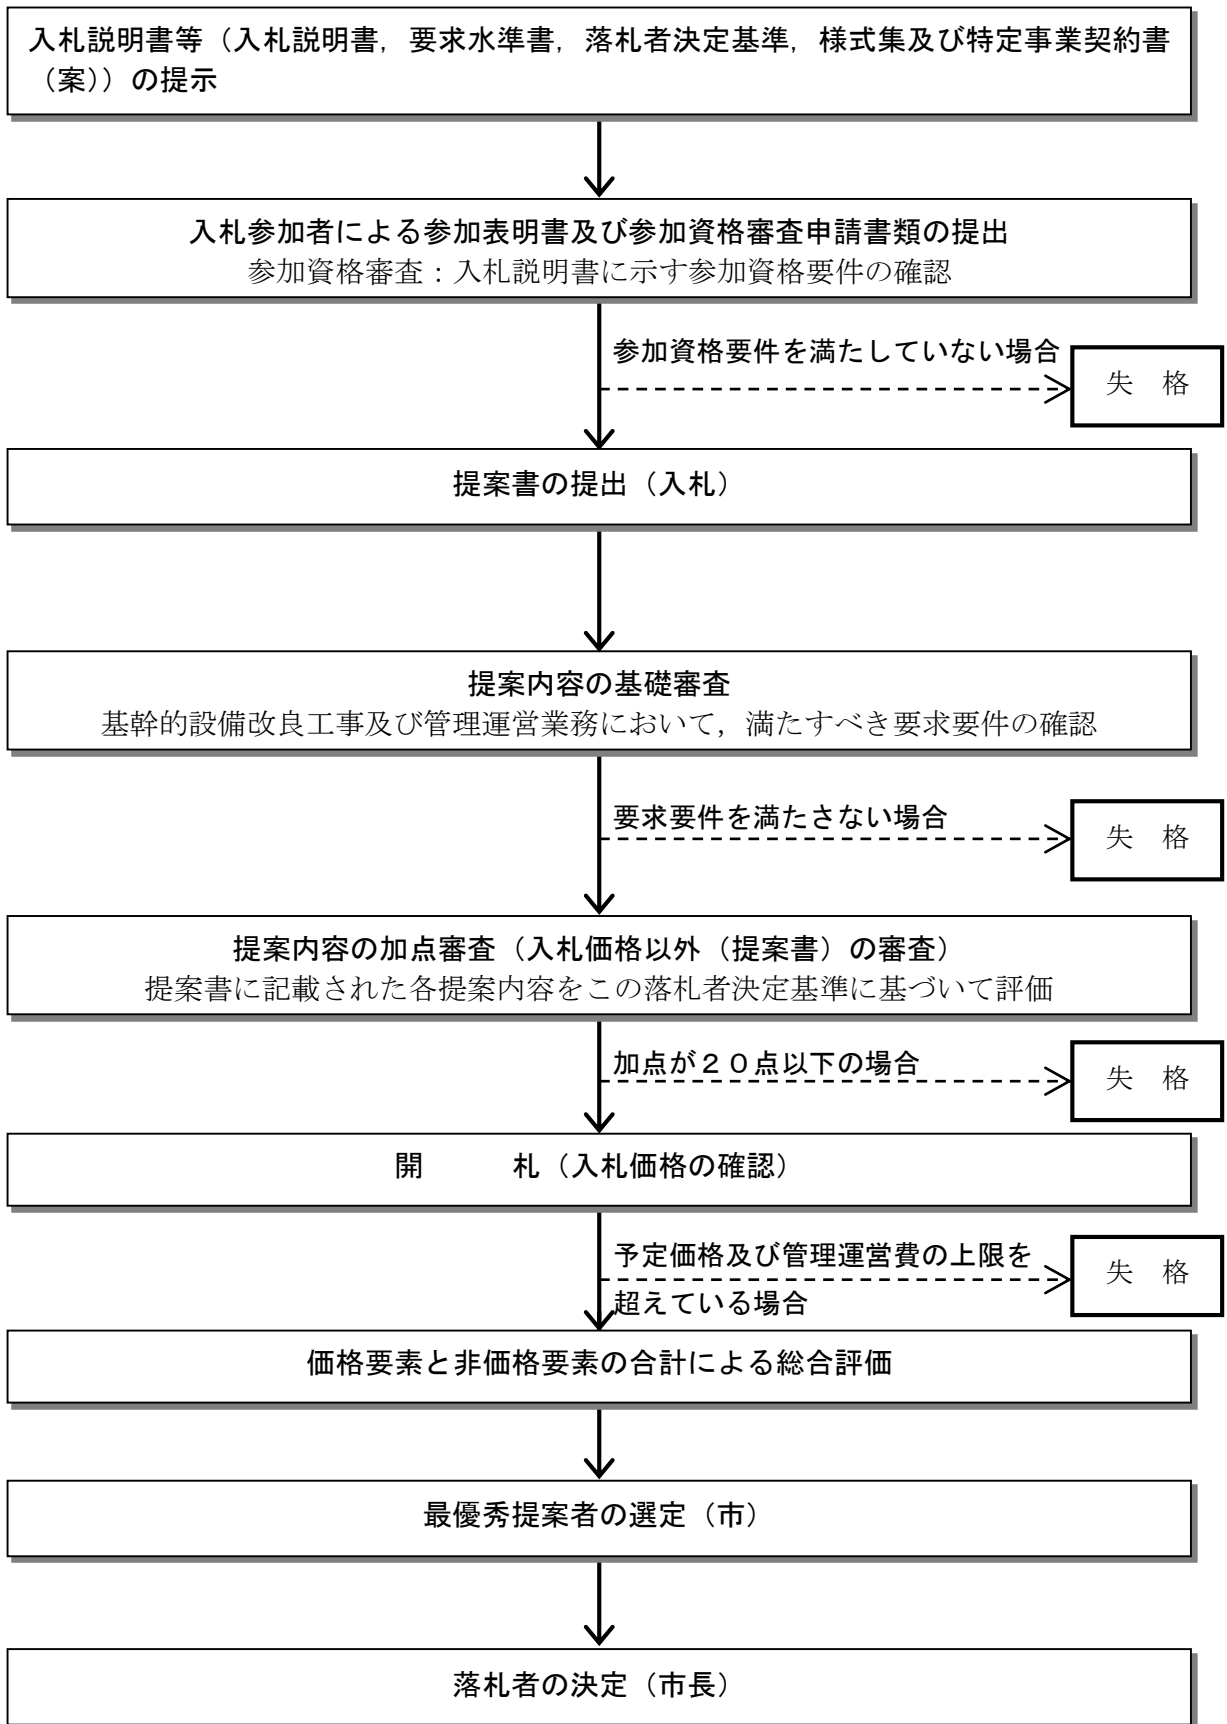 入札説明書等（入札説明書，要求水準書，落札者決定基準，様式集及び特定事業契約書
（案））の提示
入札参加者による参加表明書及び参加資格審査申請書類の提出
参加資格審査：入札説明書に示す参加資格要件の確認
参加資格要件を満たしていない場合
失　格
提案書の提出（入札）
提案内容の基礎審査
基幹的設備改良工事及び管理運営業務において，満たすべき要求要件の確認
要求要件を満たさない場合
失　格
提案内容の加点審査（入札価格以外（提案書）の審査）
提案書に記載された各提案内容をこの落札者決定基準に基づいて評価
加点が２０点以下の場合
失　格
開　　　札（入札価格の確認）
予定価格及び管理運営費の上限を
超えている場合
失　格
価格要素と非価格要素の合計による総合評価
最優秀提案者の選定（市）
落札者の決定（市長）